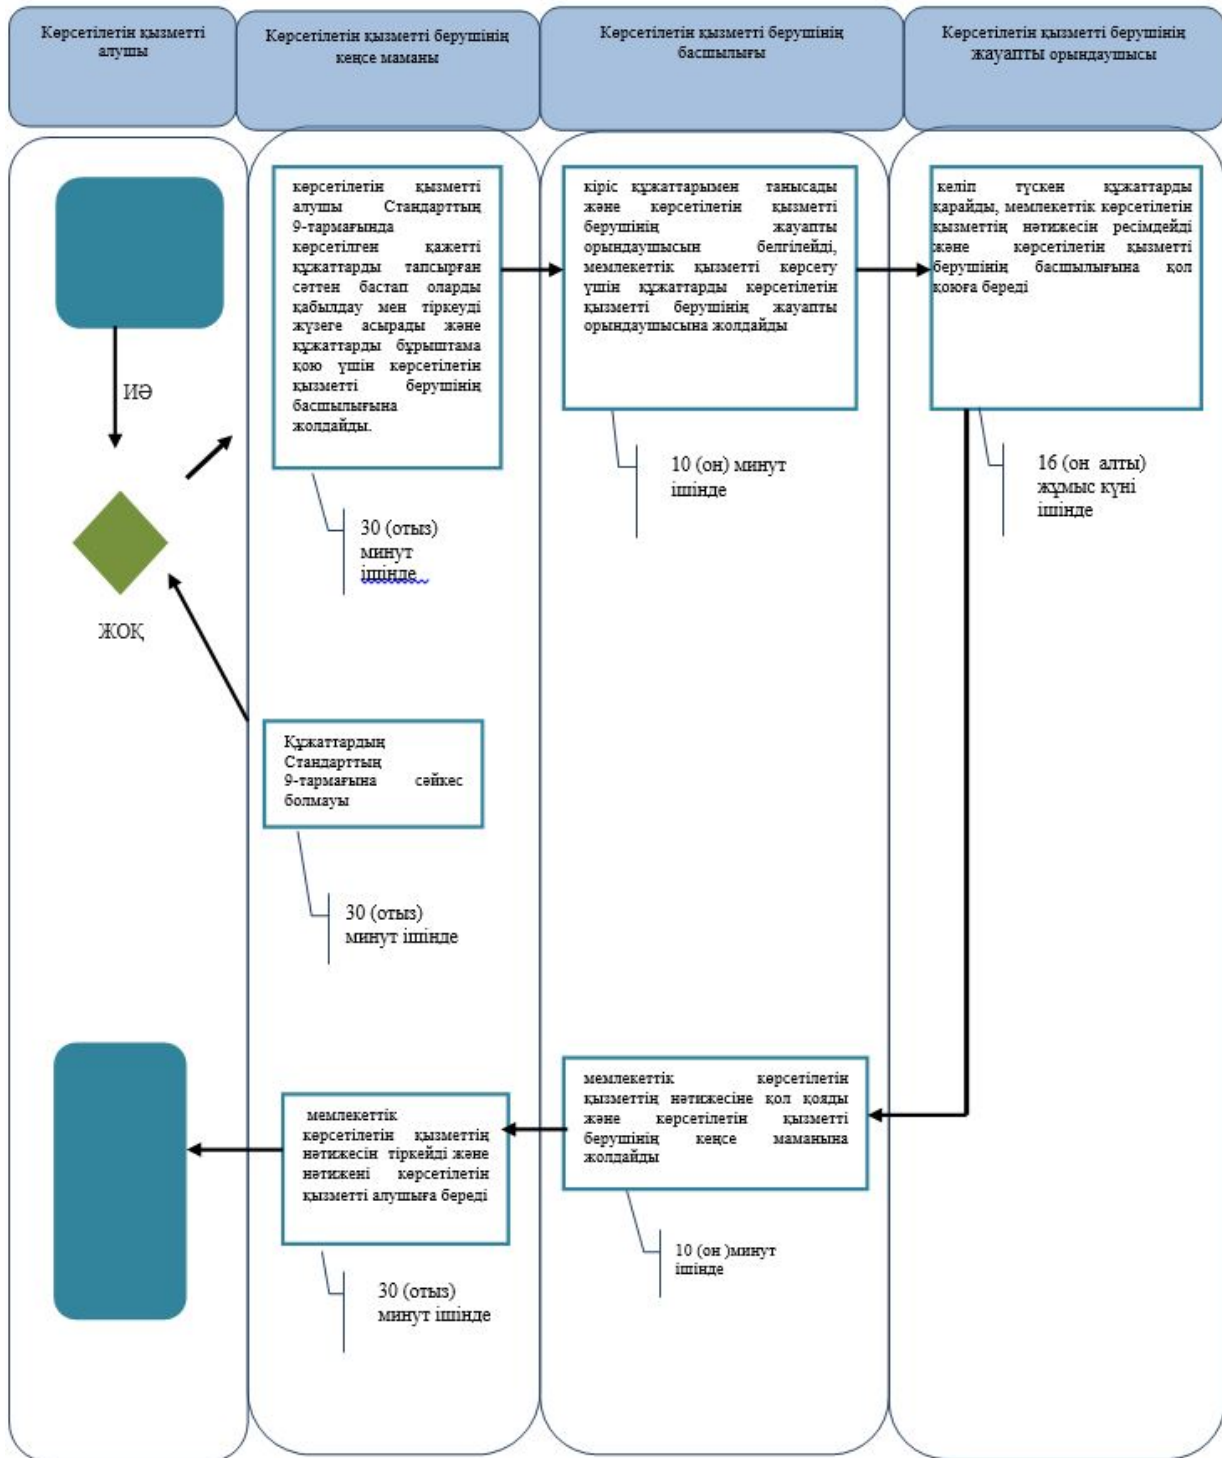 Көрсетілетін қызметті
алушы
Көрсетілетін қызметті берушінің
кеңсе маманы
Көрсетілетін қызметті берушінің
басшылығы
Көрсетілетін қызметті берушінің
жауапты орындаушысы
көрсетілетін қызметті
алушы Стандарттың
9-тармағында
көрсетілген қажетті
құжаттарды тапсырған
сәттен бастап оларды
қабылдау мен тіркеуді
жүзеге асырады және
құжаттарды бұрыштама
қою үшін көрсетілетін
қызметті берушінің
басшылығына
жолдайды.
кіріс құжаттарымен танысады
және көрсетілетін қызметті
берушінің жауапты
орындаушысын белгілейді,
мемлекеттік қызметті көрсету
үшін құжаттарды көрсетілетін
қызметті берушінің жауапты
орындаушысына жолдайды
келіп түскен құжаттарды
қарайды, мемлекеттік көрсетілетін
қызметтің нәтижесін ресімдейді
және көрсетілетін қызметті
берушінің басшылығына қол
қоюға береді
ИӘ
10 (он) минут
ішінде
16 (он алты)
жұмыс күні
ішінде
30 (отыз)
минут
ішінде
ЖОҚ
Құжаттардың
Стандарттың
9-тармағына сәйкес
болмауы
30 (отыз)
минут ішінде
мемлекеттік көрсетілетін
қызметтің нәтижесіне қол қояды
және көрсетілетін қызметті
берушінің кеңсе маманына
жолдайды
мемлекеттік
көрсетілетін қызметтің
нәтижесін тіркейді және
нәтижені көрсетілетін
қызметті алушыға береді
10 (он )минут
ішінде
30 (отыз)
минут ішінде